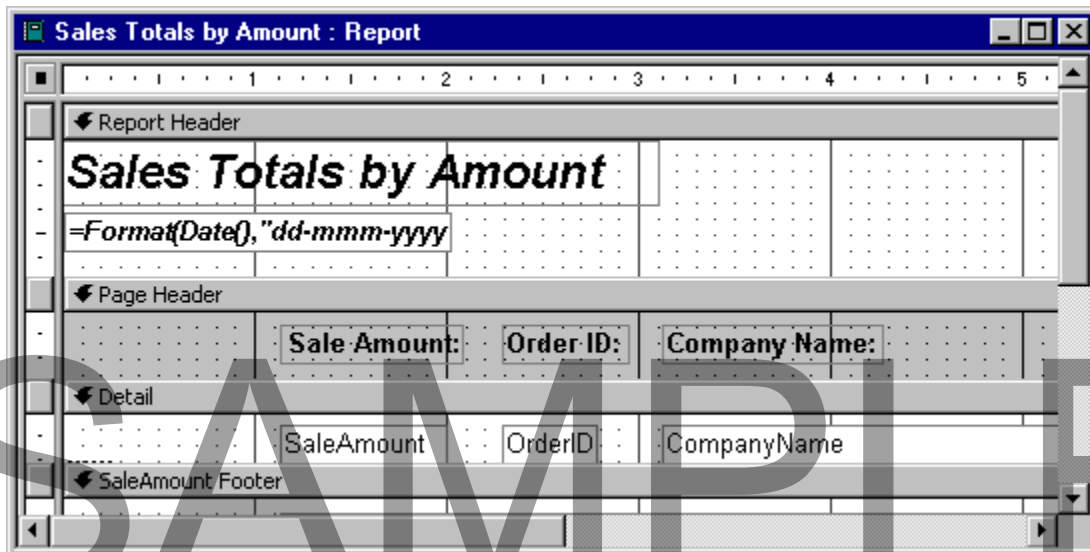 Sales Totals by Amount : Report
1 2 3 4 5
Report Header
Sales Totals by Amount
=Format(Date(),"dd-mmm-yyyy
Page Header
Sale Amount: Order ID: Company Name:
Detail
SaleAmount OrderID CompanyName
SaleAmount Footer
SAMPLE